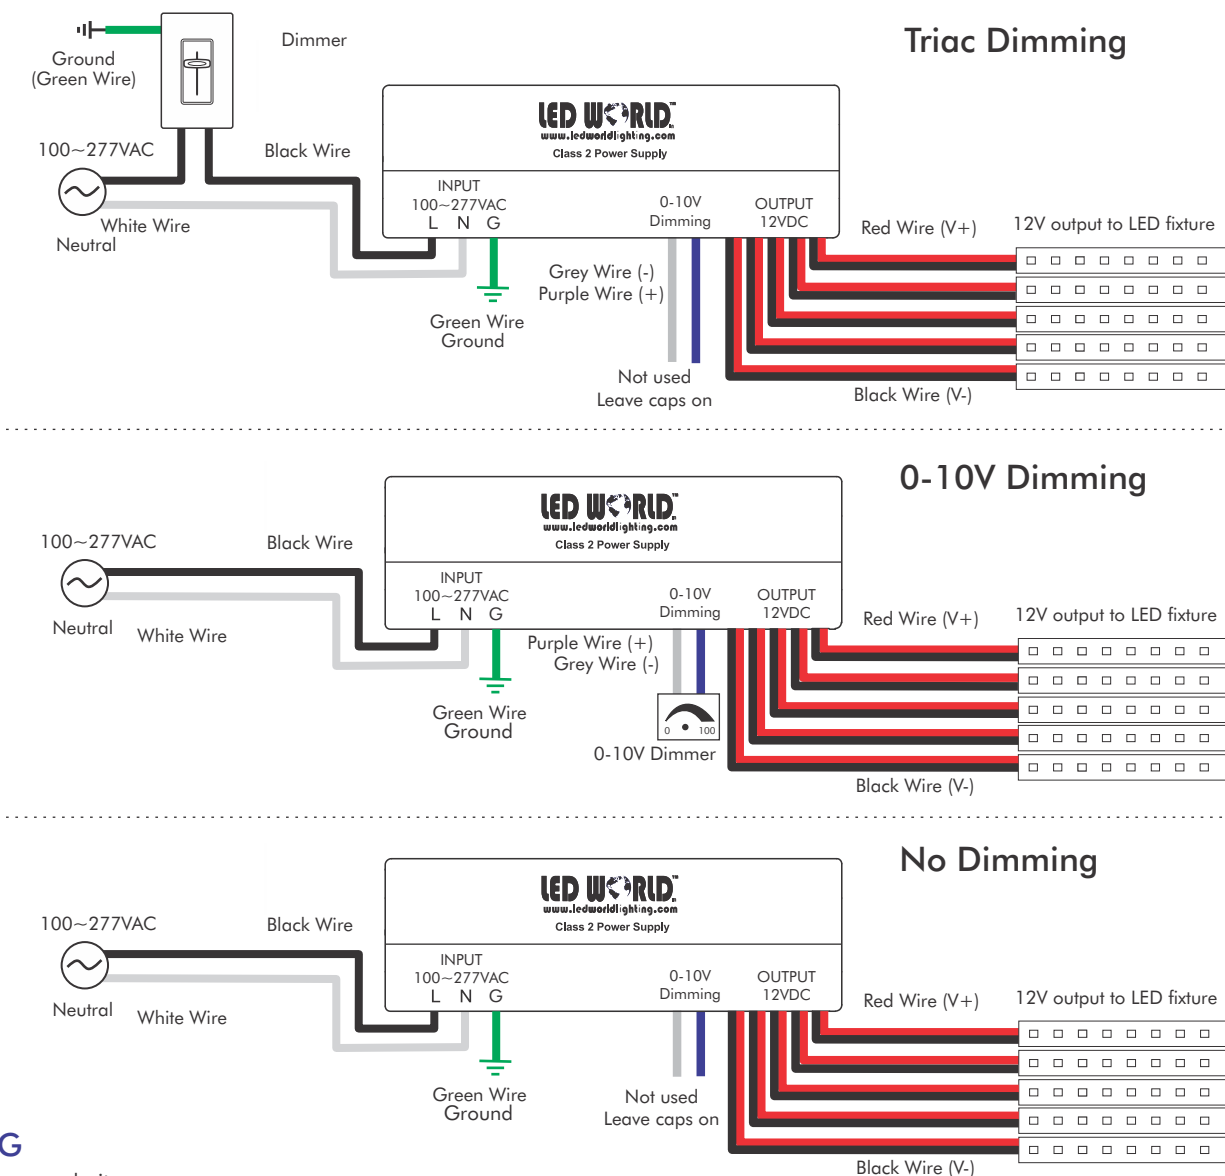 Triac Dimming
Dimmer
Ground
(Green Wire)
100~277VAC
Black Wire
White Wire
Neutral
LED WORLD™
www.ledworldlighting.com
Class 2 Power Supply
INPUT
100~277VAC
L N G
0-10V
Dimming
OUTPUT
12VDC
Red Wire (V+)
12V output to LED fixture
Grey Wire (-)
Purple Wire (+)
Green Wire
Ground
Not used
Leave caps on
Black Wire (V-)
0-10V Dimming
100~277VAC
Black Wire
Neutral
White Wire
LED WORLD™
www.ledworldlighting.com
Class 2 Power Supply
INPUT
100~277VAC
L N G
0-10V
Dimming
OUTPUT
12VDC
Red Wire (V+)
12V output to LED fixture
Purple Wire (+)
Grey Wire (-)
Green Wire
Ground
0 100
0-10V Dimmer
Black Wire (V-)
No Dimming
100~277VAC
Black Wire
Neutral
White Wire
LED WORLD™
www.ledworldlighting.com
Class 2 Power Supply
INPUT
100~277VAC
L N G
0-10V
Dimming
OUTPUT
12VDC
Red Wire (V+)
12V output to LED fixture
Green Wire
Ground
Not used
Leave caps on
Black Wire (V-)
G